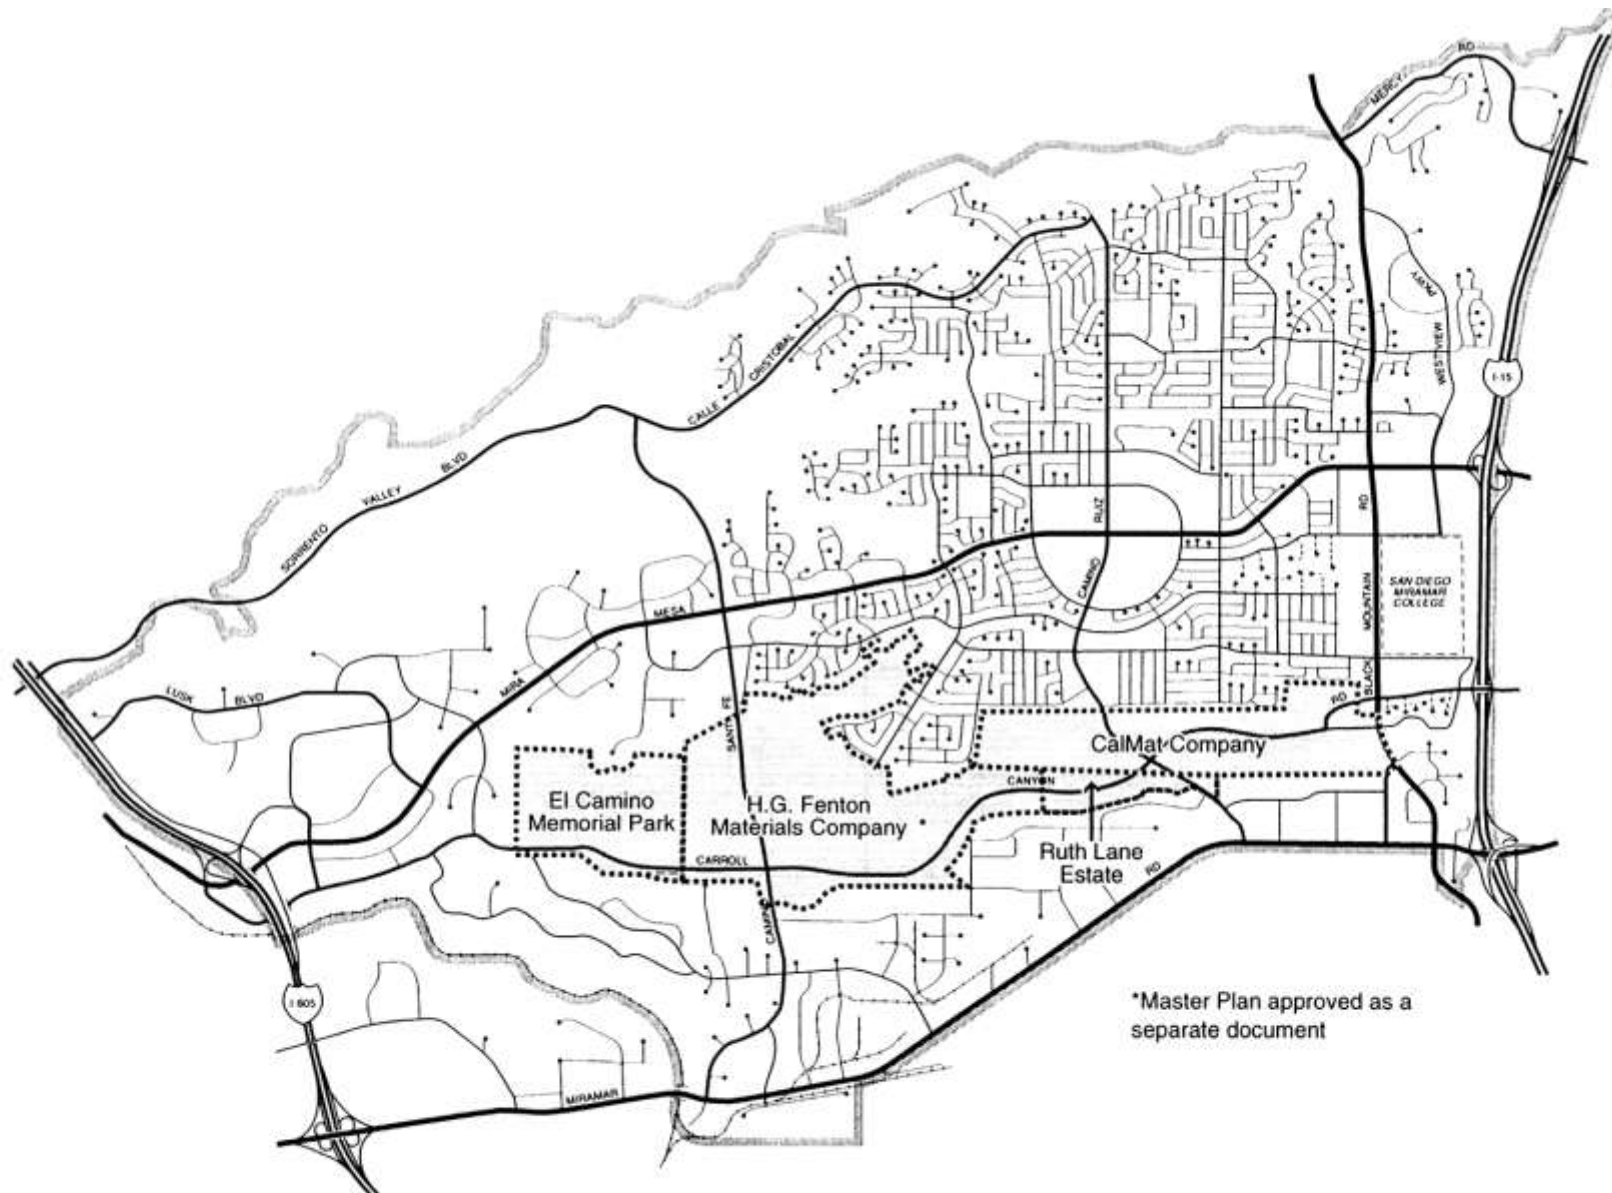 MERCY
RD
PKWY
WESTVIEW
I-15
CALLE
CRISTOBAL
SORRENTO
VALLEY
BLVD
RUIZ
CAMINO
RD
MOUNTAIN
BLACK
SAN DIEGO
MIRAMAR
COLLEGE
MESA
MIRA
LUSK
BLVD
SANTA FE
RD
CalMat Company
CANYON
El Camino
Memorial Park
H.G. Fenton
Materials Company
CARROLL
Ruth Lane
Estate
RD
CAMINO
I 805
*Master Plan approved as a
separate document
MIRAMAR